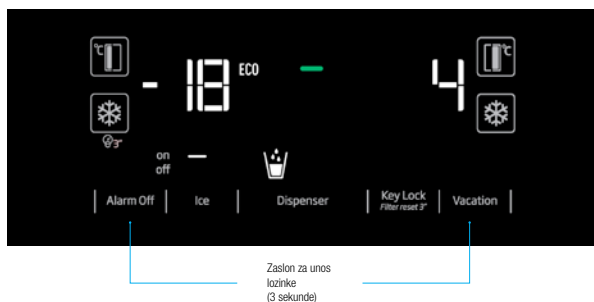 °C
- 18 ECO
4 °C
3"
on
off
Alarm Off
Ice
Dispenser
Key Lock
Filter reset 3"
Vacation
Zaslon za unos
lozinke
(3 sekunde)